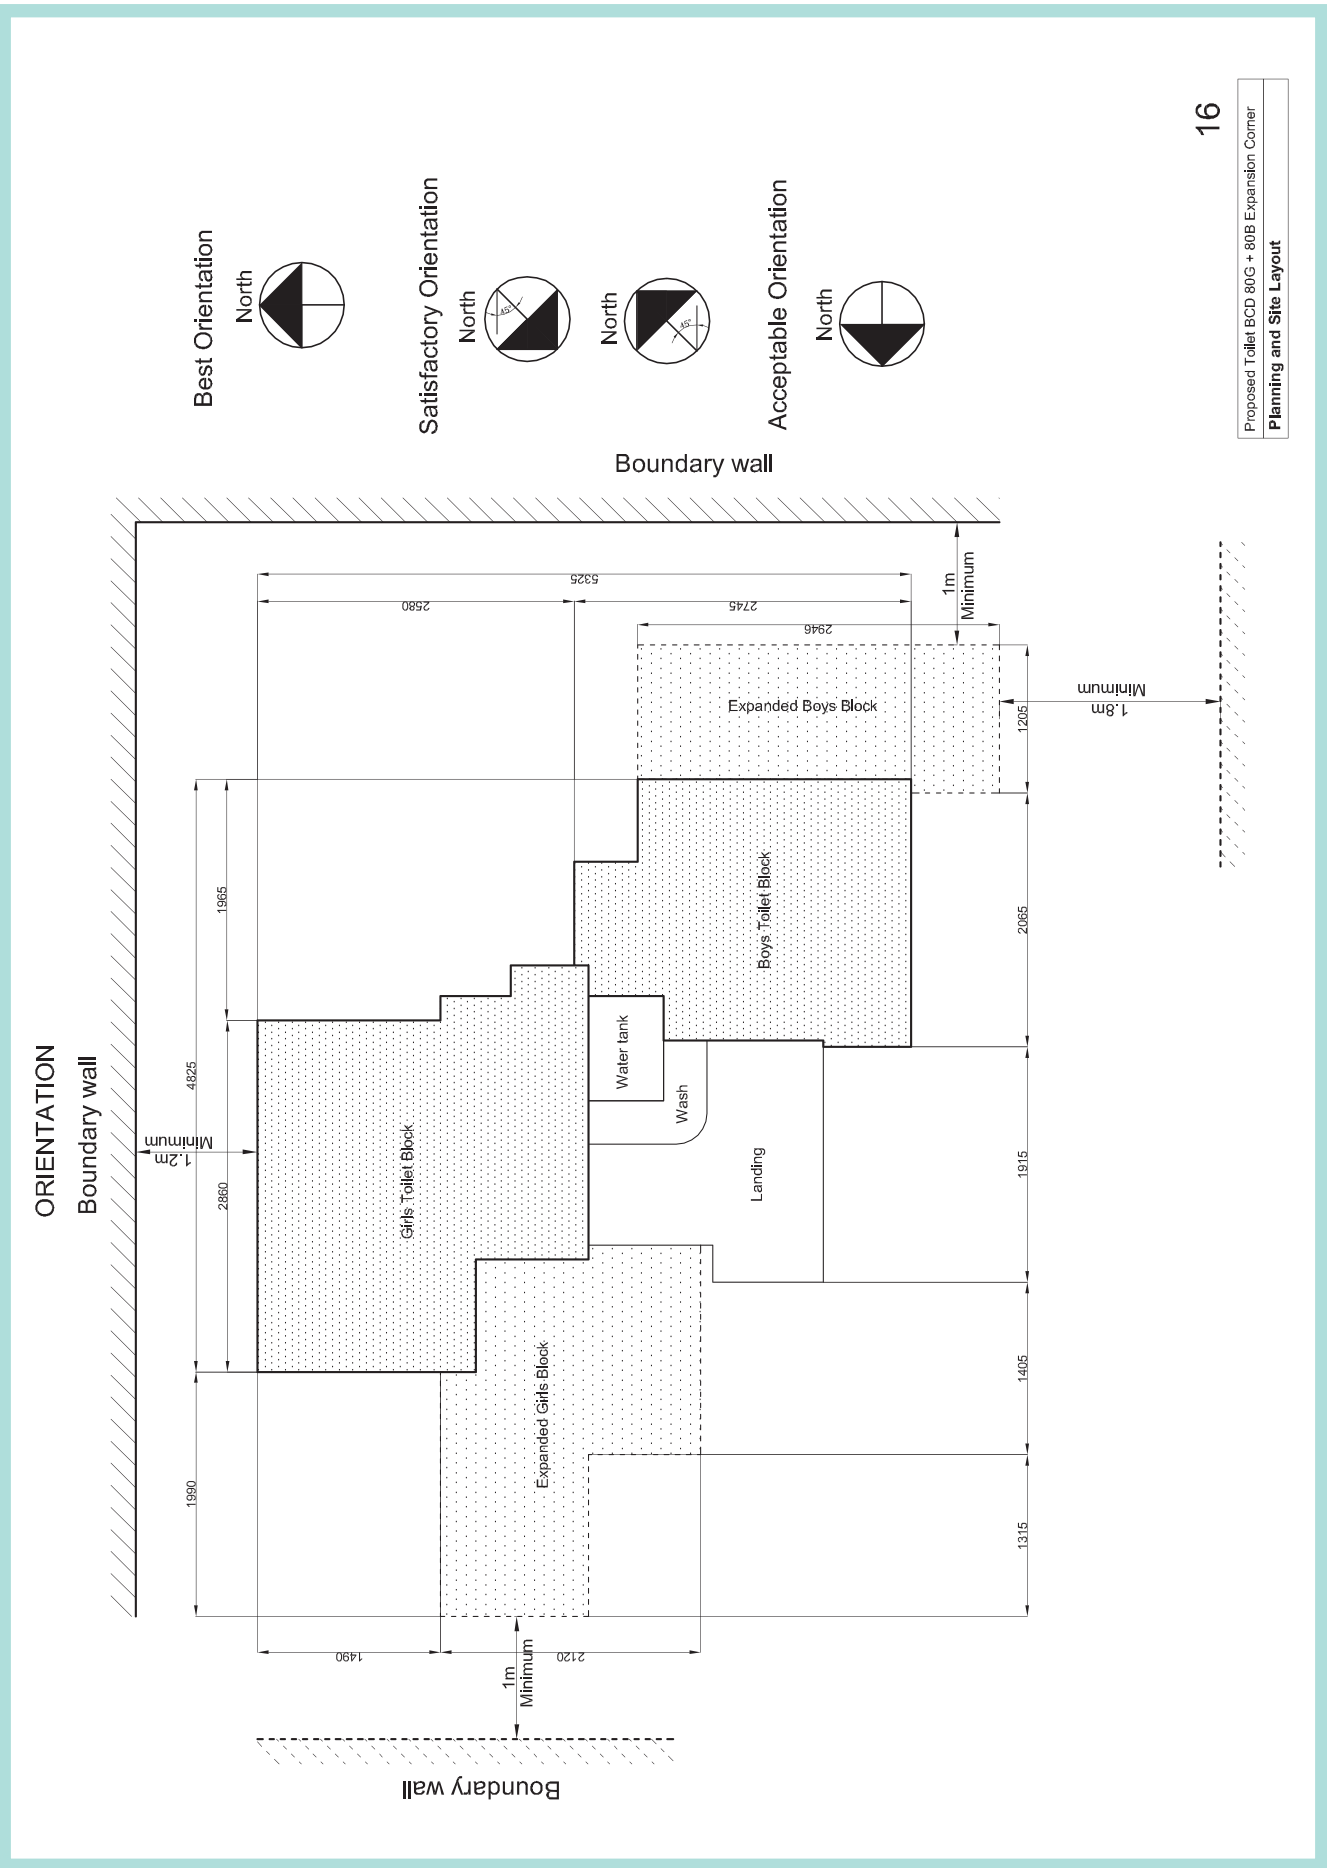 ORIENTATION
Boundary wall
1.2m
Minimum
4825
1990
1965
2860
Girls Toilet Block
Expanded Girls Block
Water tank
Wash
Landing
Boys Toilet Block
Expanded Boys Block
1490
2120
1m
Minimum
Boundary wall
2580
2745
5325
2946
1m
Minimum
Boundary wall
1205
2065
1915
1405
1315
1.8m
Minimum
Best Orientation
North
Satisfactory Orientation
North
45°
North
45°
Acceptable Orientation
North
16
Proposed Toilet BCD 80G + 80B Expansion Corner
Planning and Site Layout